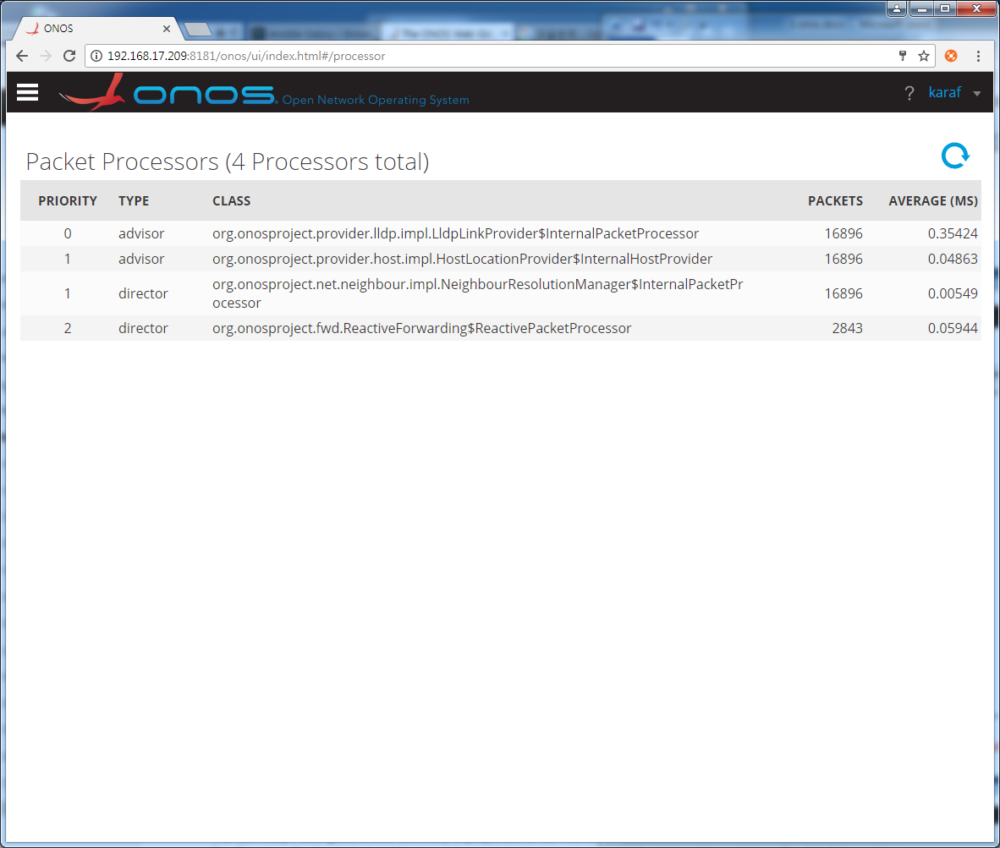 ONOS
192.168.17.209:8181/onos/ui/index.html#/processor
onos Open Network Operating System ? karaf
Packet Processors (4 Processors total)
PRIORITY TYPE CLASS PACKETS AVERAGE (MS)
0 advisor org.onosproject.provider.lldp.impl.LldpLinkProvider$InternalPacketProcessor 16896 0.35424
1 advisor org.onosproject.provider.host.impl.HostLocationProvider$InternalHostProvider 16896 0.04863
1 director org.onosproject.net.neighbour.impl.NeighbourResolutionManager$InternalPacketPr
ocessor 16896 0.00549
2 director org.onosproject.fwd.ReactiveForwarding$ReactivePacketProcessor 2843 0.05944